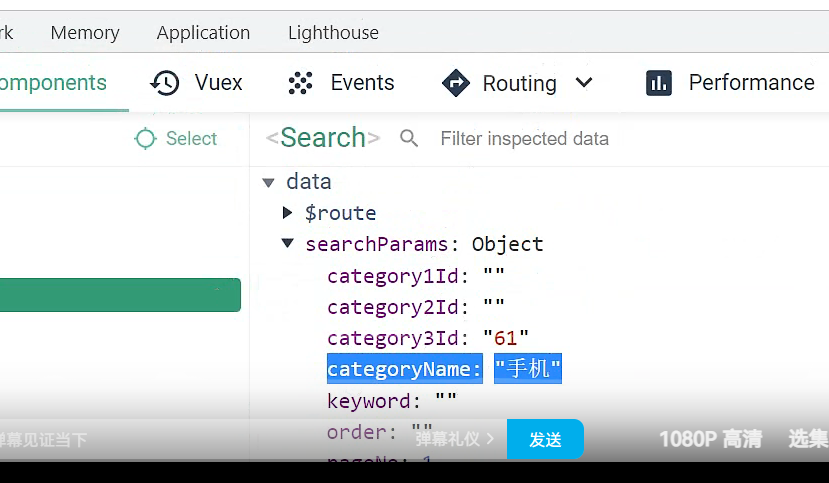 Memory Application Lighthouse
omponents Vuex Events Routing Performance
Select <Search> Filter inspected data
data
$route
searchParams: Object
category1Id: ""
category2Id: ""
category3Id: "61"
categoryName: "手机"
keyword: ""
弹幕见证当下 order: "" 弹幕礼仪 > 发送 1080P 高清 选集
pageNo: 1